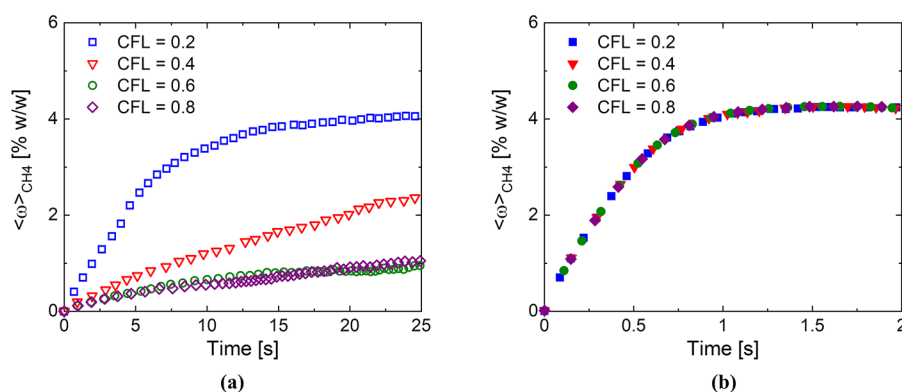 6
4
2
0
<ω>CH4 [% w/w]
CFL = 0.2
CFL = 0.4
CFL = 0.6
CFL = 0.8
0 5 10 15 20 25
Time [s]
(a)
6
4
2
0
<ω>CH4 [% w/w]
CFL = 0.2
CFL = 0.4
CFL = 0.6
CFL = 0.8
0 0.5 1 1.5 2
Time [s]
(b)